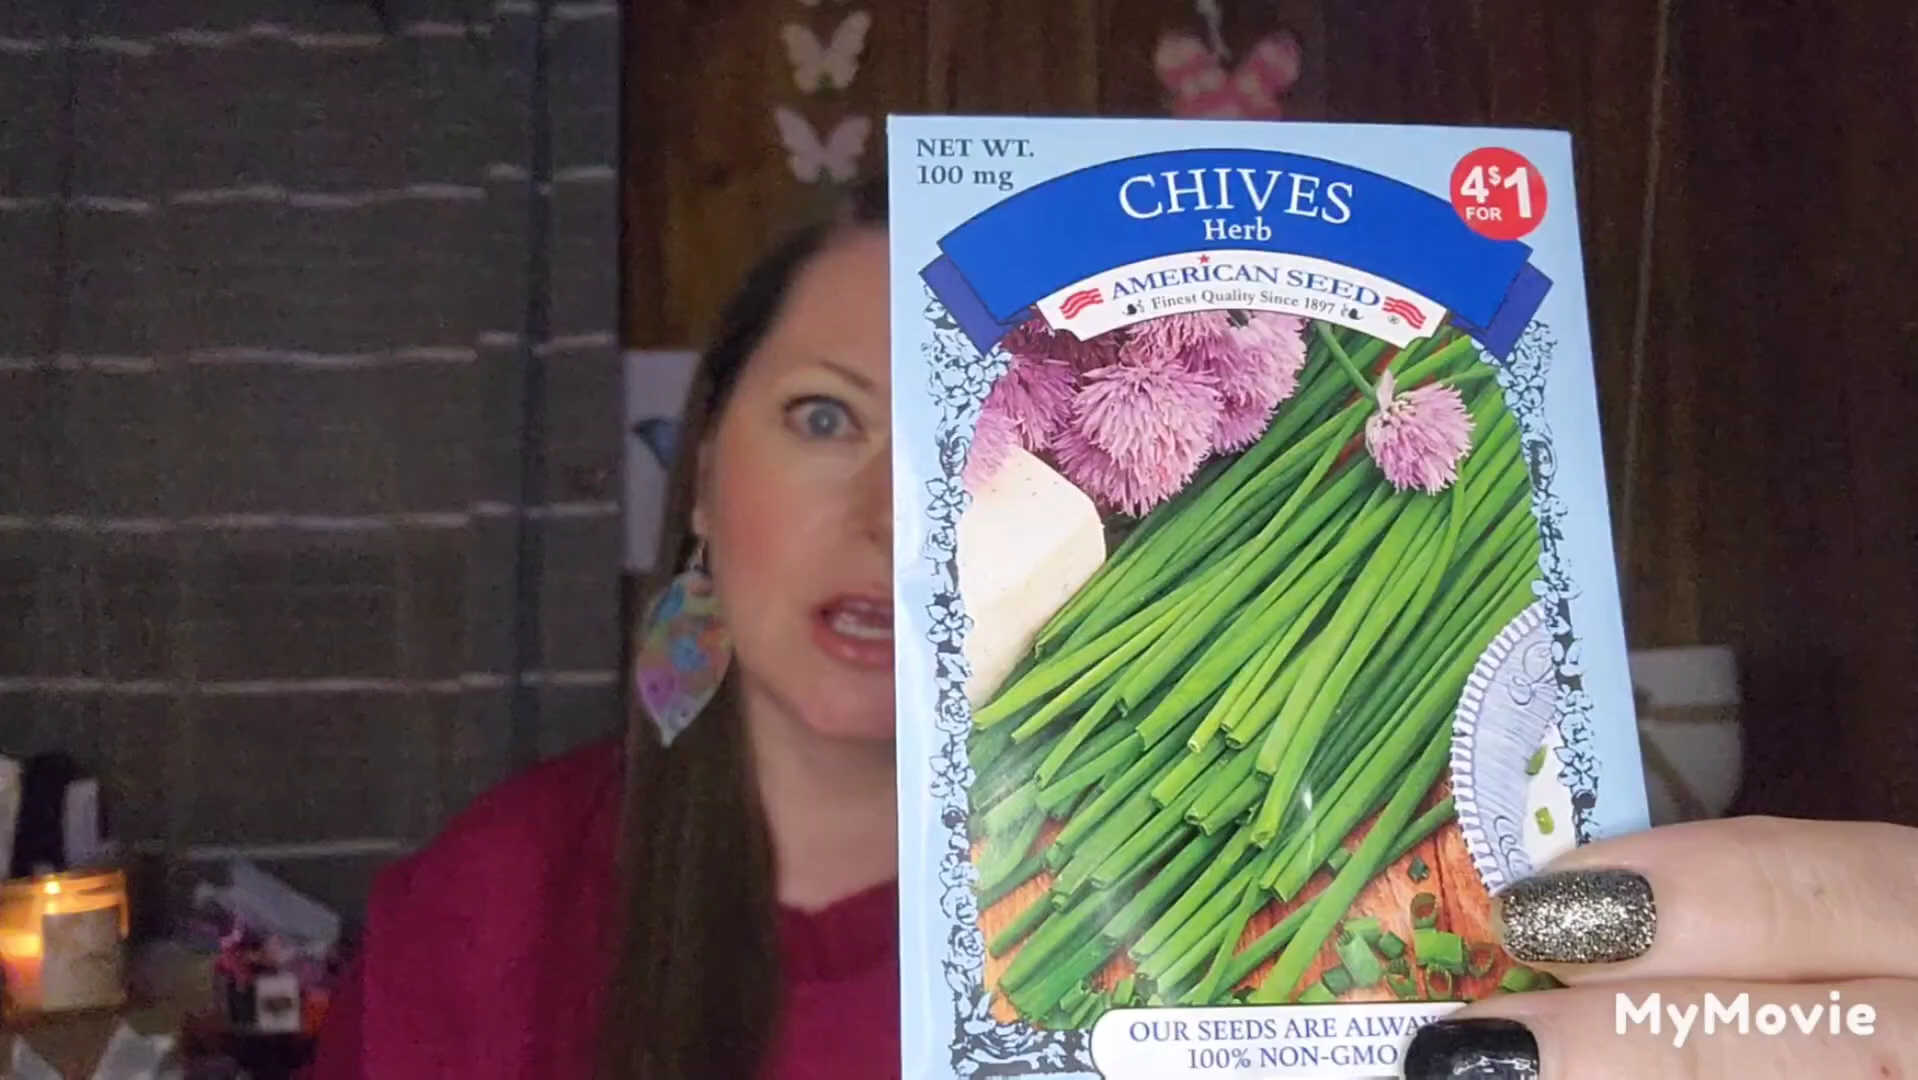 NET WT.
100 mg
CHIVES
Herb
4 FOR $1
AMERICAN SEED
Finest Quality Since 1897
OUR SEEDS ARE
100% NON-GMO
MyMovie